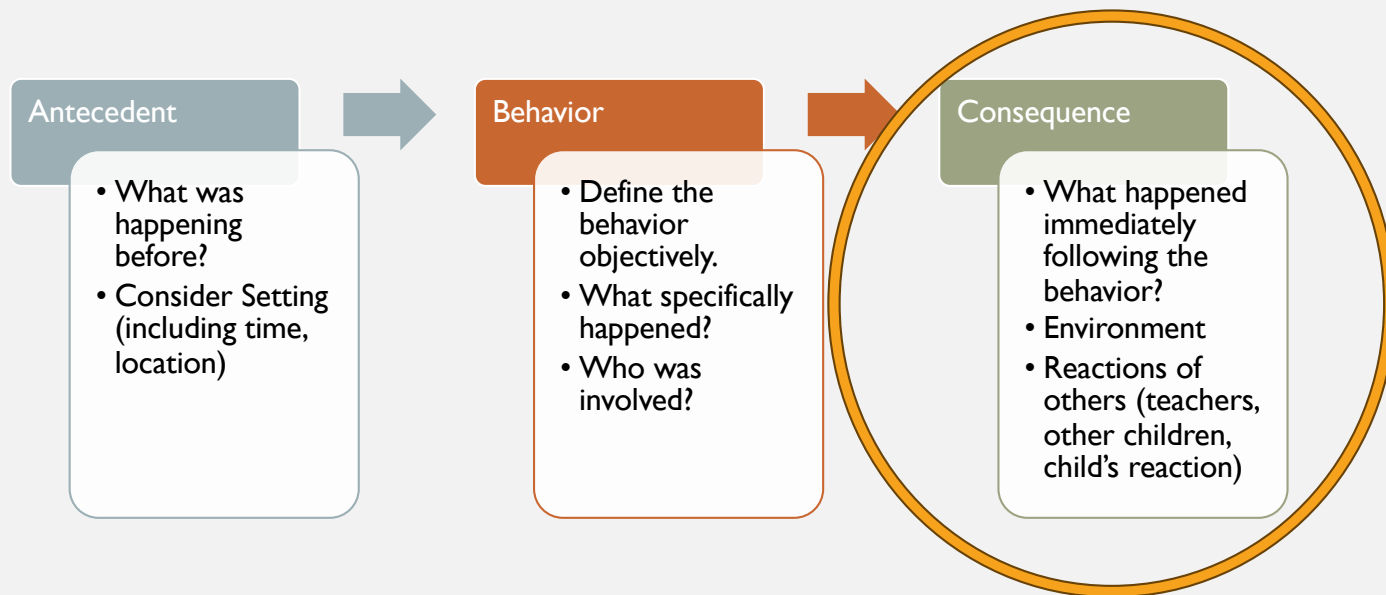 Antecedent
• What was
happening
before?
• Consider Setting
(including time,
location)
Behavior
• Define the
behavior
objectively.
• What specifically
happened?
• Who was
involved?
Consequence
• What happened
immediately
following the
behavior?
• Environment
• Reactions of
others (teachers,
other children,
child’s reaction)